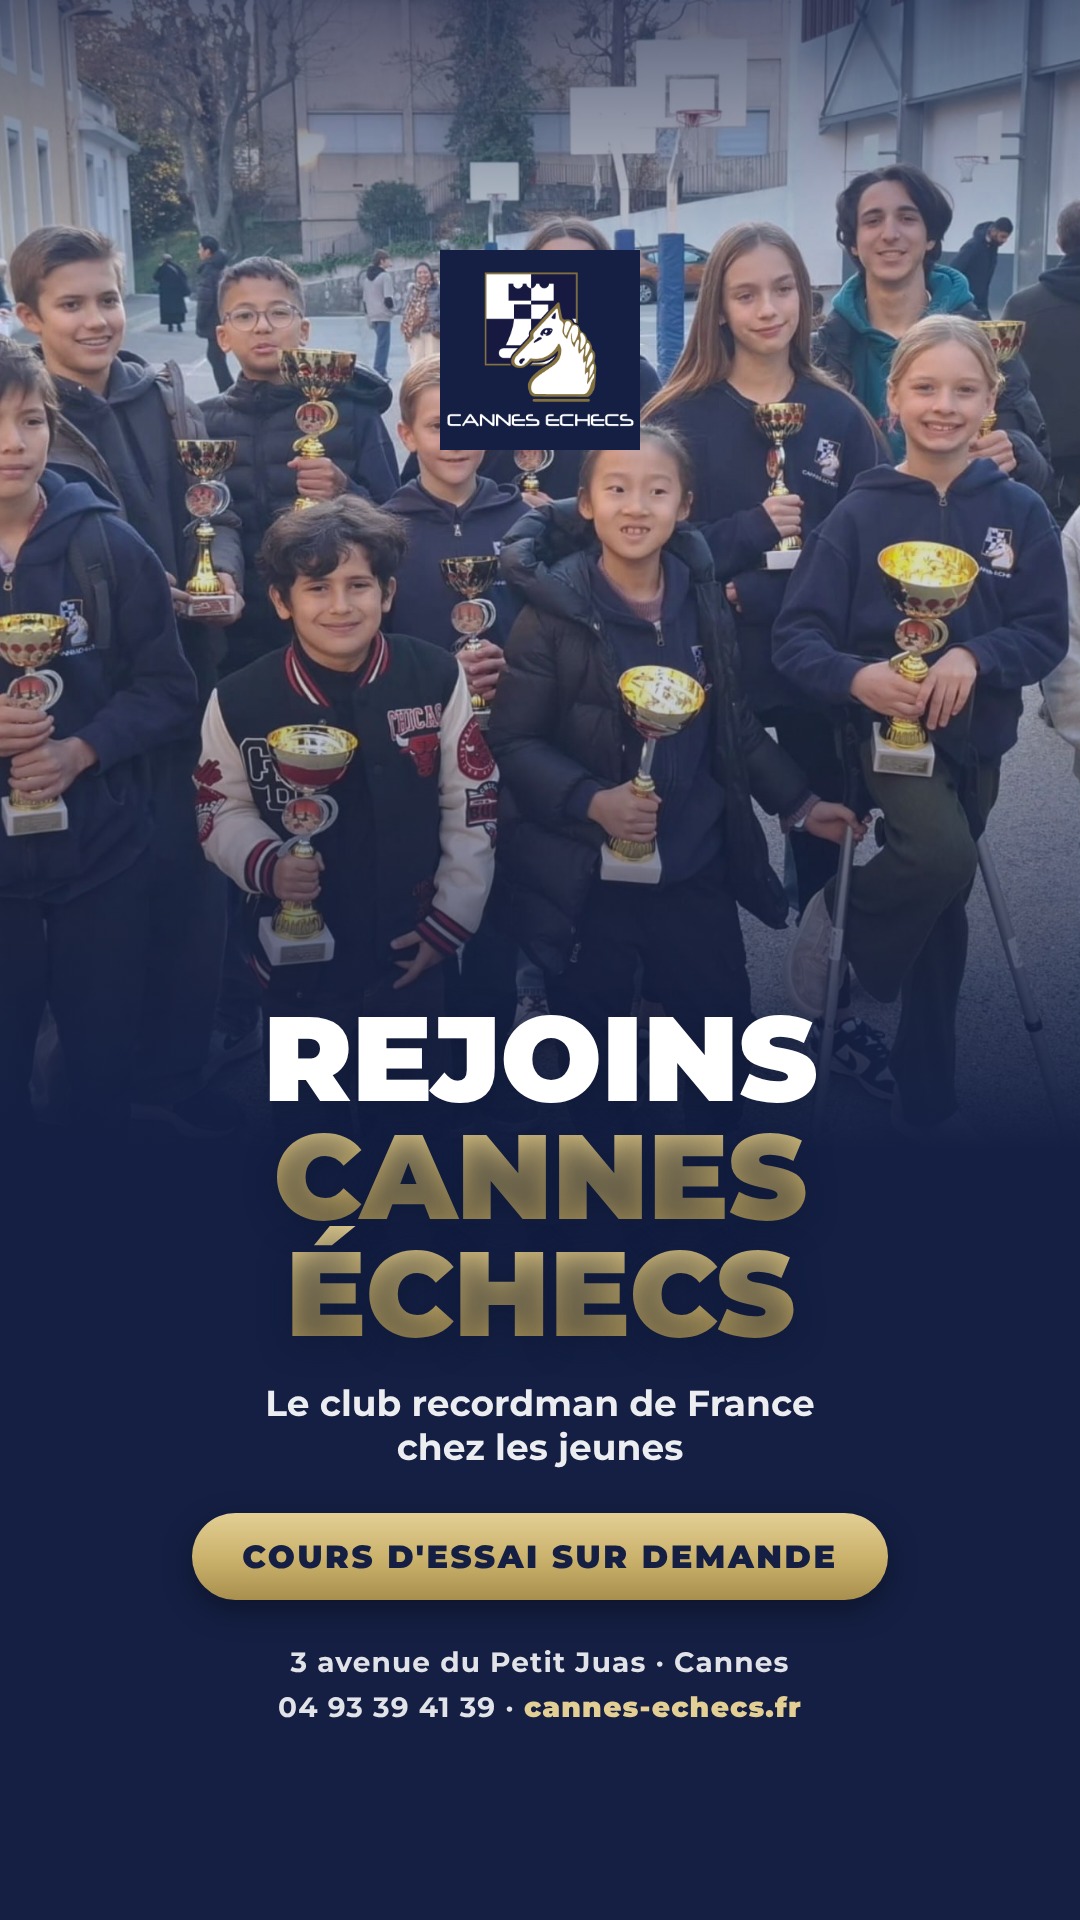 CANNES ECHECS
CHICAG
REJOINS
CANNES
ÉCHECS
Le club recordman de France
chez les jeunes
COURS D'ESSAI SUR DEMANDE
3 avenue du Petit Juas · Cannes
04 93 39 41 39 · cannes-echecs.fr